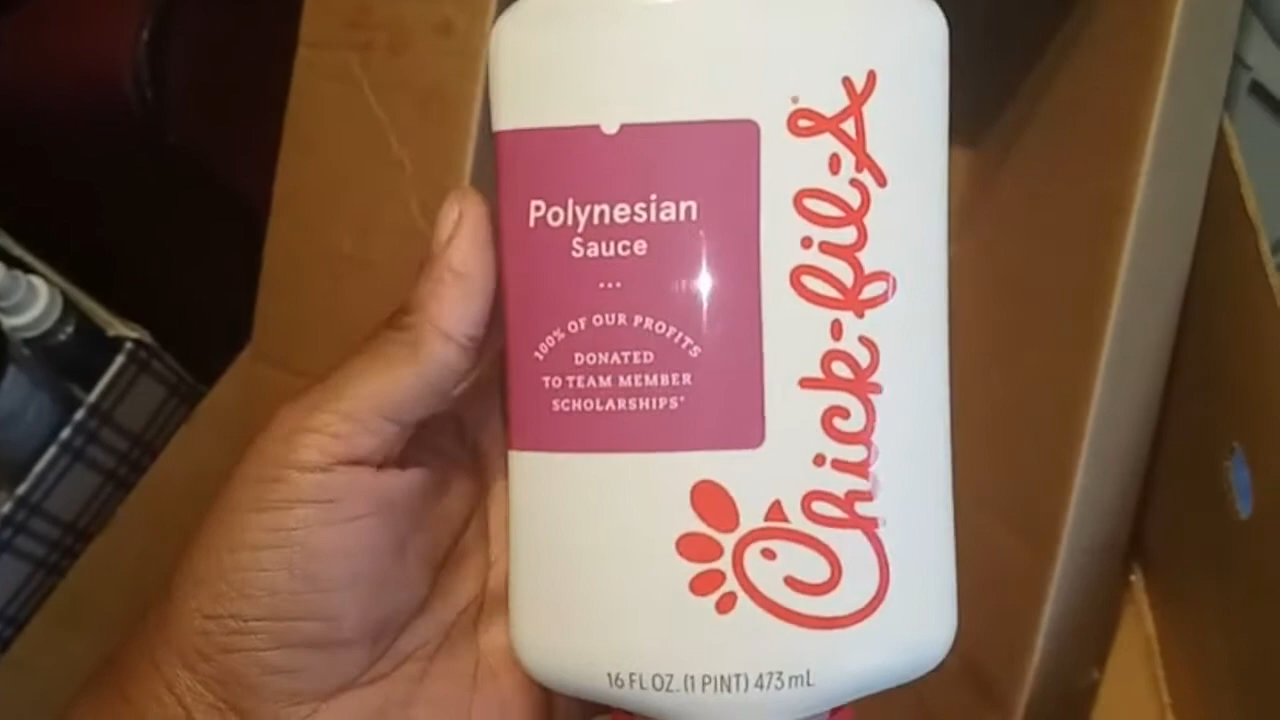 Polynesian
Sauce
...
100% OF OUR PROFITS
DONATED
TO TEAM MEMBER
SCHOLARSHIPS*
Chick-fil-A®
16 FL OZ. (1 PINT) 473 mL